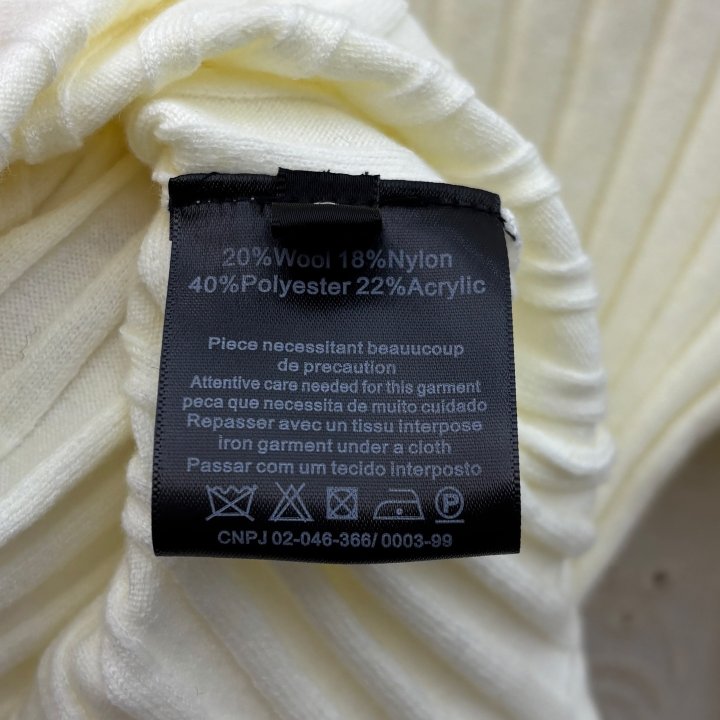 20%Wool 18%Nylon
40%Polyester 22%Acrylic
Piece necessitant beauucoup
de precaution
Attentive care needed for this garment
peca que necessita de muito cuidado
Repasser avec un tissu interpose
iron garment under a cloth
Passar com um tecido interposto
P
CNPJ 02-046-366/ 0003-99